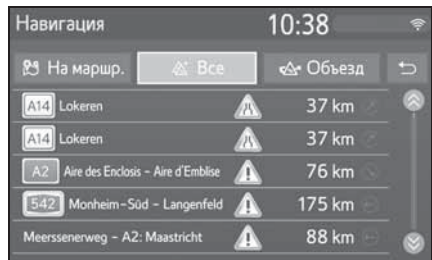 Навигация 10:38
На маршр. Все Объезд
A14 Lokeren 37 km
A14 Lokeren 37 km
A2 Aire des Enclosis - Aire d'Emblise 76 km
542 Monheim-Süd - Langenfeld 175 km
Meerssenerweg - A2: Maastricht 88 km